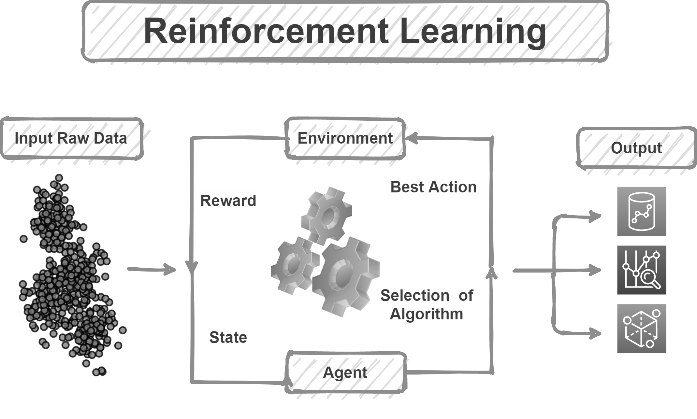 Reinforcement Learning
Input Raw Data
Environment
Output
Reward
Best Action
Selection of
Algorithm
State
Agent